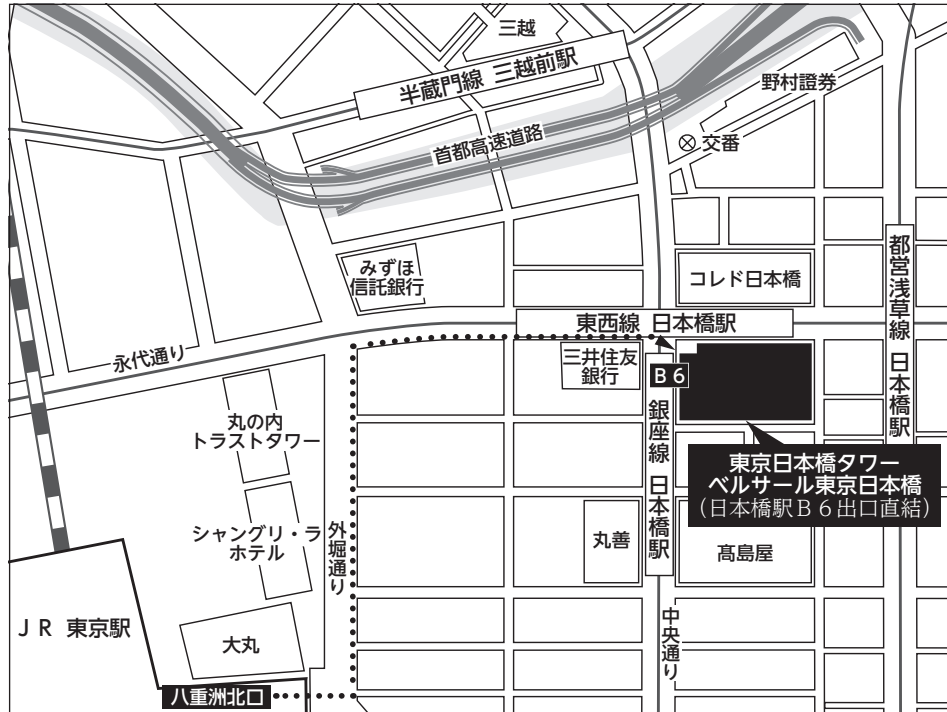 三越
半蔵門線 三越前駅
野村證券
首都高速道路
交番
都営浅草線 日本橋駅
みずほ
信託銀行
コレド日本橋
東西線 日本橋駅
永代通り
三井住友
銀行
B6
銀座線 日本橋駅
丸の内
トラストタワー
東京日本橋タワー
ベルサール東京日本橋
(日本橋駅B6出口直結)
シャングリ・ラ
ホテル
外堀通り
丸善
髙島屋
JR 東京駅
大丸
中央通り
八重洲北口